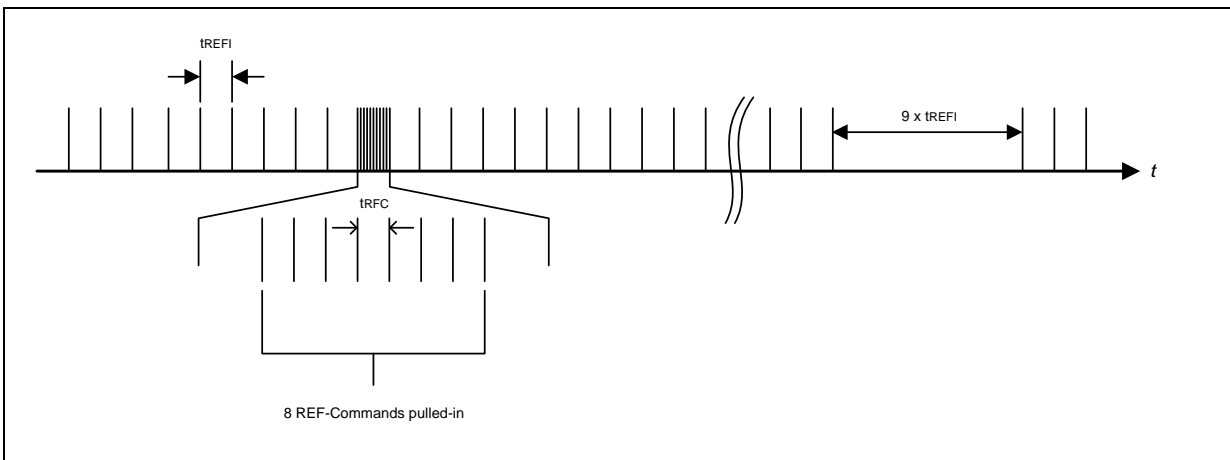 tREFI
9 x tREFI
t
tRFC
8 REF-Commands pulled-in